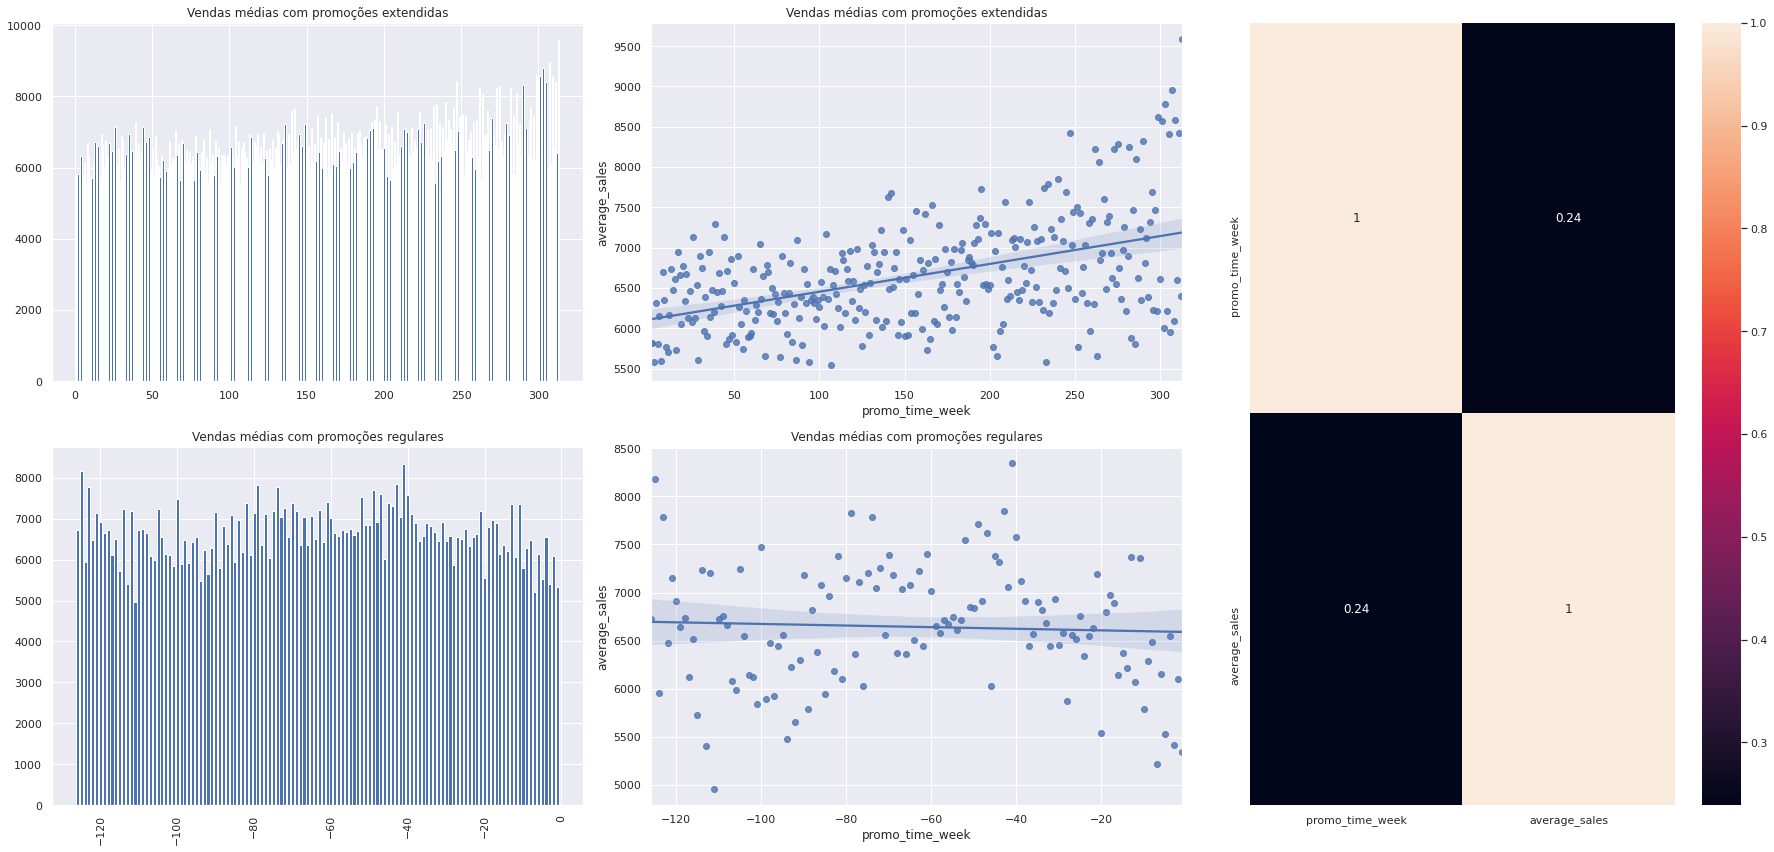 Vendas médias com promoções extendidas
10000
8000
6000
4000
2000
0
0 50 100 150 200 250 300
Vendas médias com promoções extendidas
average_sales
9500
9000
8500
8000
7500
7000
6500
6000
5500
50 100 150 200 250 300
promo_time_week
Vendas médias com promoções regulares
8000
7000
6000
5000
4000
3000
2000
1000
0
−120 −100 −80 −60 −40 −20 0
Vendas médias com promoções regulares
average_sales
8500
8000
7500
7000
6500
6000
5500
5000
−120 −100 −80 −60 −40 −20
promo_time_week
promo_time_week
1 0.24
average_sales
0.24 1
promo_time_week average_sales
1.0
0.9
0.8
0.7
0.6
0.5
0.4
0.3